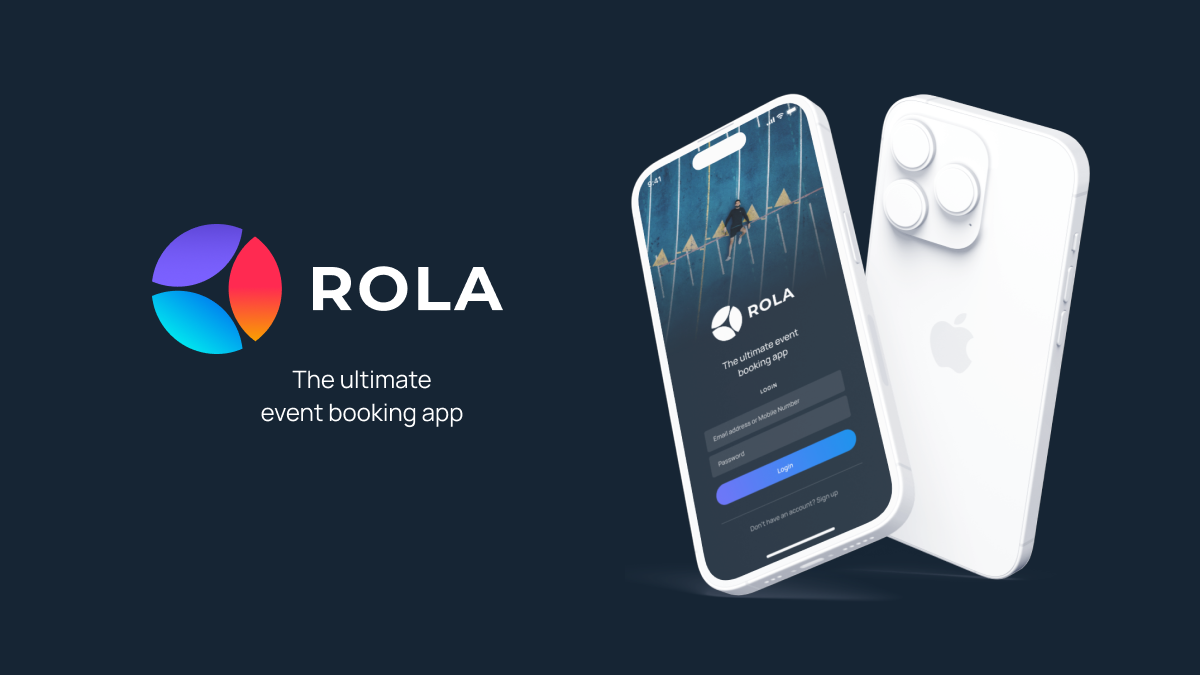 ROLA
The ultimate
event booking app
9:41
ROLA
The ultimate event
booking app
LOGIN
Email address or Mobile Number
Password
Login
Don't have an account? Sign up